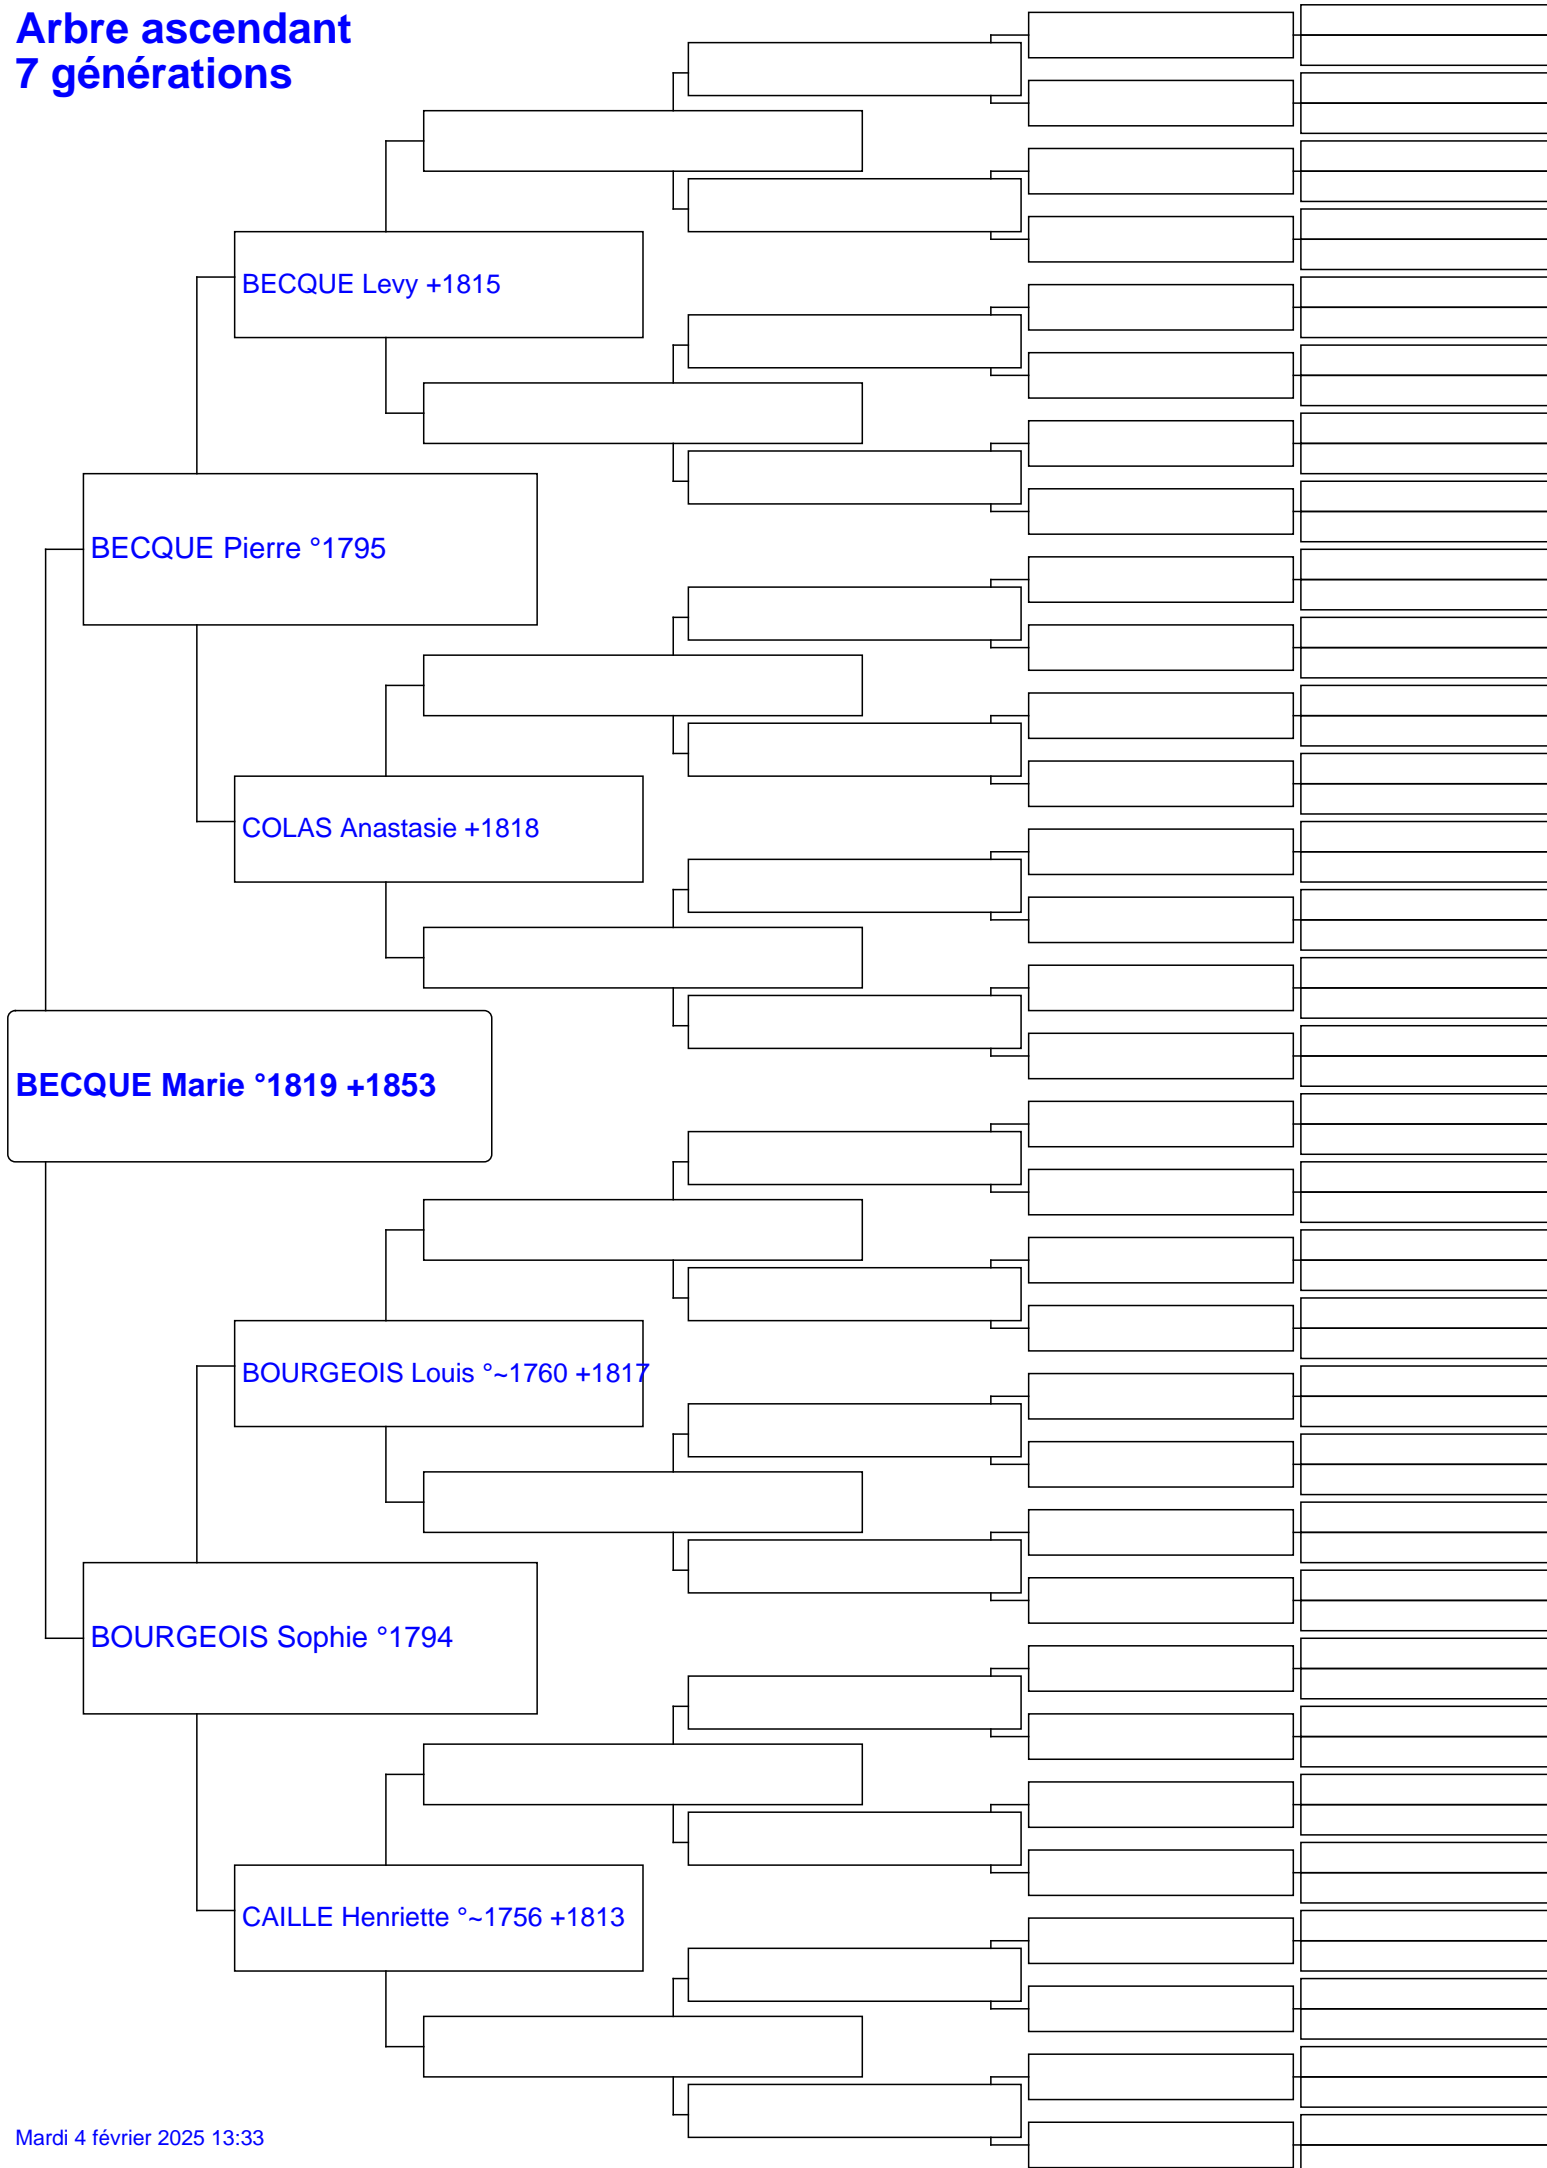 Arbre ascendant
7 générations
BECQUE Levy +1815
BECQUE Pierre °1795
COLAS Anastasie +1818
BECQUE Marie °1819 +1853
BOURGEOIS Louis °~1760 +1817
BOURGEOIS Sophie °1794
CAILLE Henriette °~1756 +1813
Mardi 4 février 2025 13:33